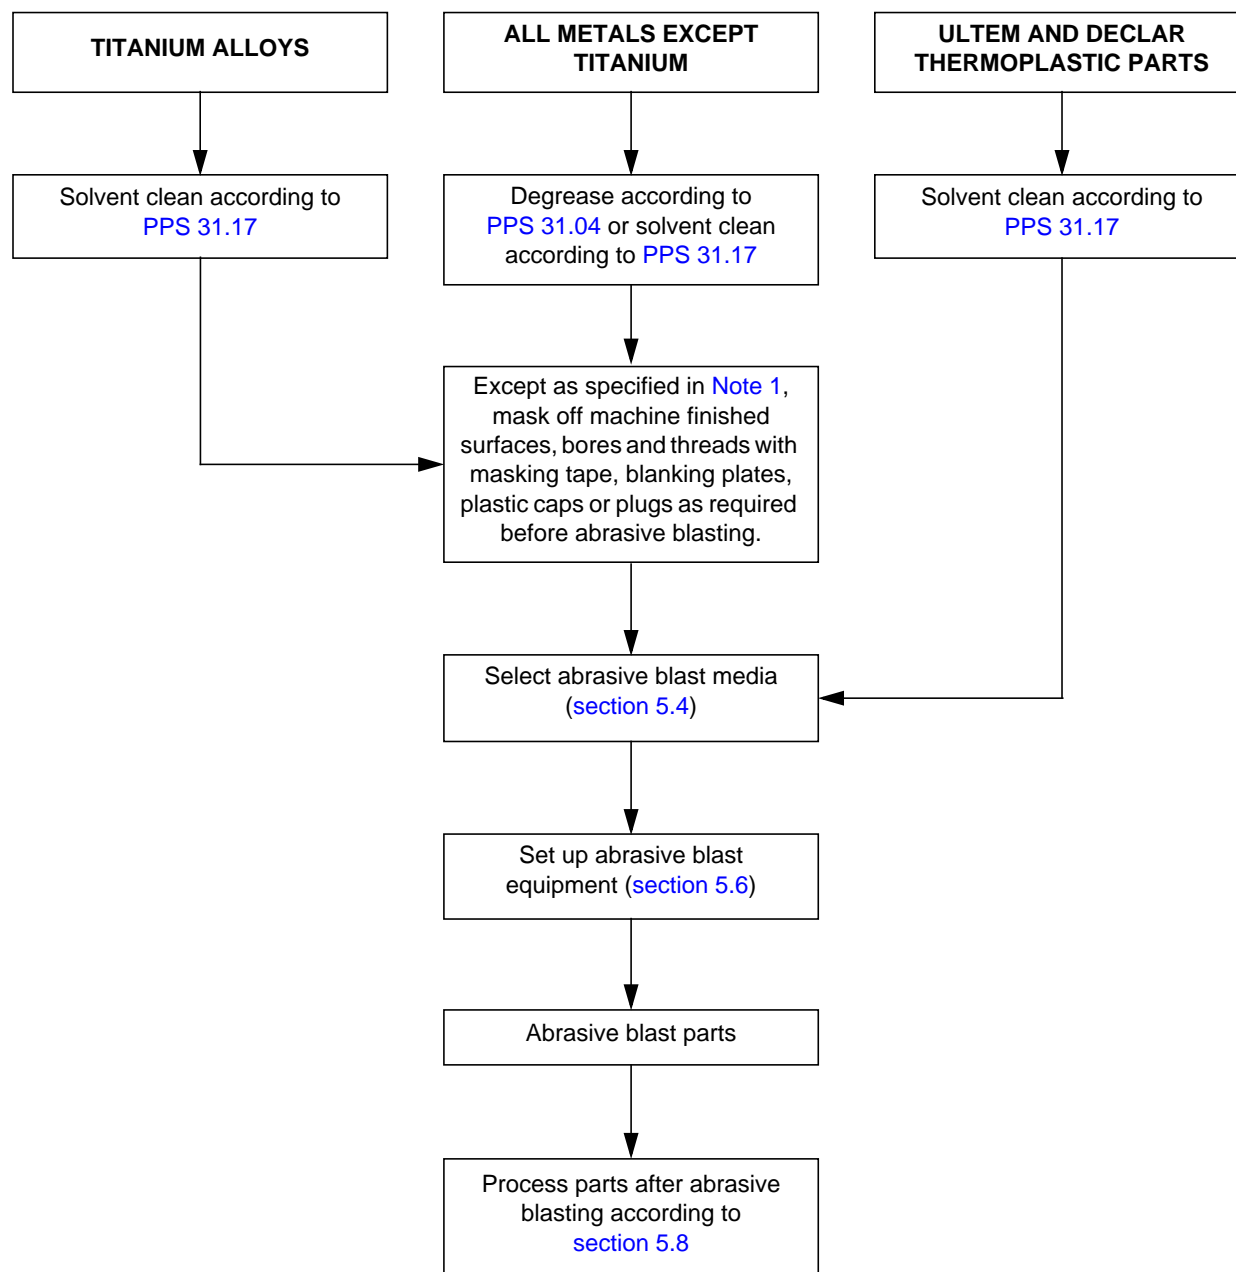 TITANIUM ALLOYS
ALL METALS EXCEPT
TITANIUM
ULTEM AND DECLAR
THERMOPLASTIC PARTS
Solvent clean according to
PPS 31.17
Degrease according to
PPS 31.04 or solvent clean
according to PPS 31.17
Solvent clean according to
PPS 31.17
Except as specified in Note 1,
mask off machine finished
surfaces, bores and threads with
masking tape, blanking plates,
plastic caps or plugs as required
before abrasive blasting.
Select abrasive blast media
(section 5.4)
Set up abrasive blast
equipment (section 5.6)
Abrasive blast parts
Process parts after abrasive
blasting according to
section 5.8